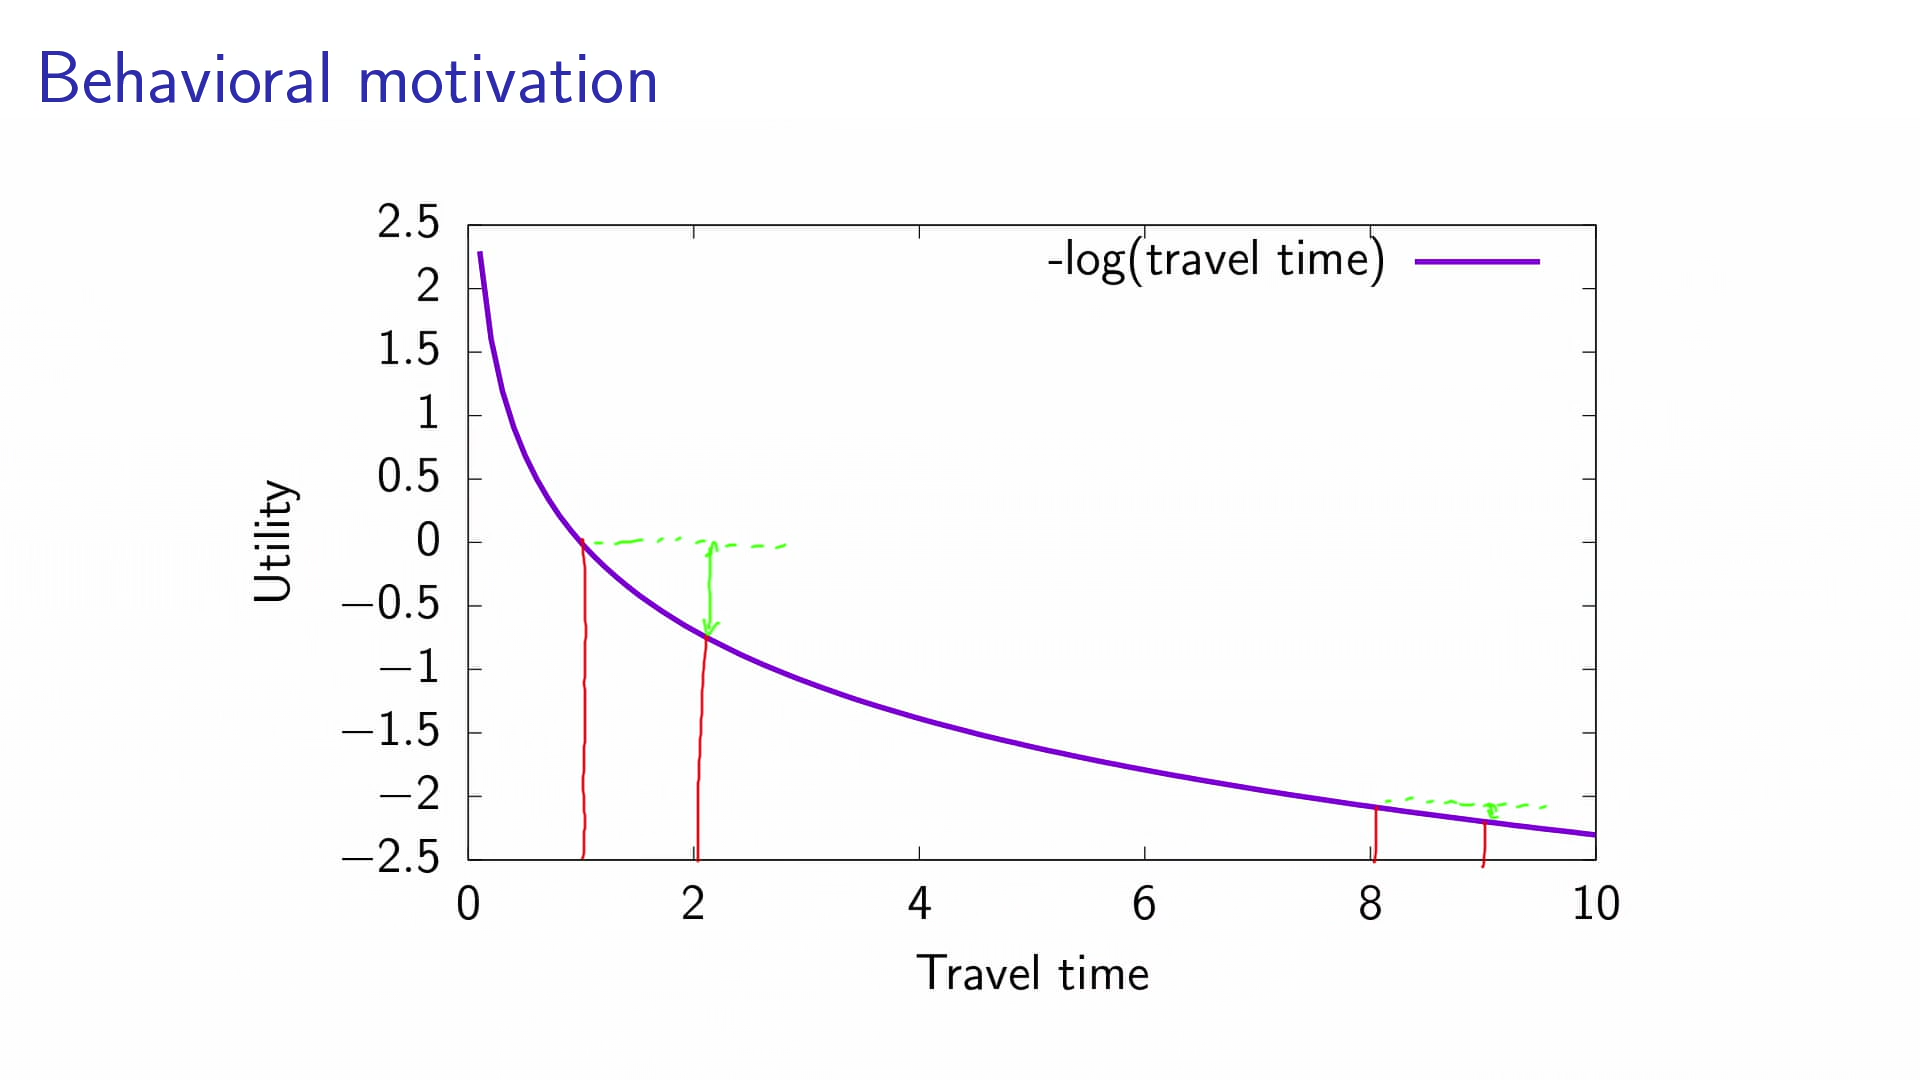 Behavioral motivation
2.5
2
1.5
1
0.5
0
−0.5
−1
−1.5
−2
−2.5
Utility
-log(travel time)
0 2 4 6 8 10
Travel time